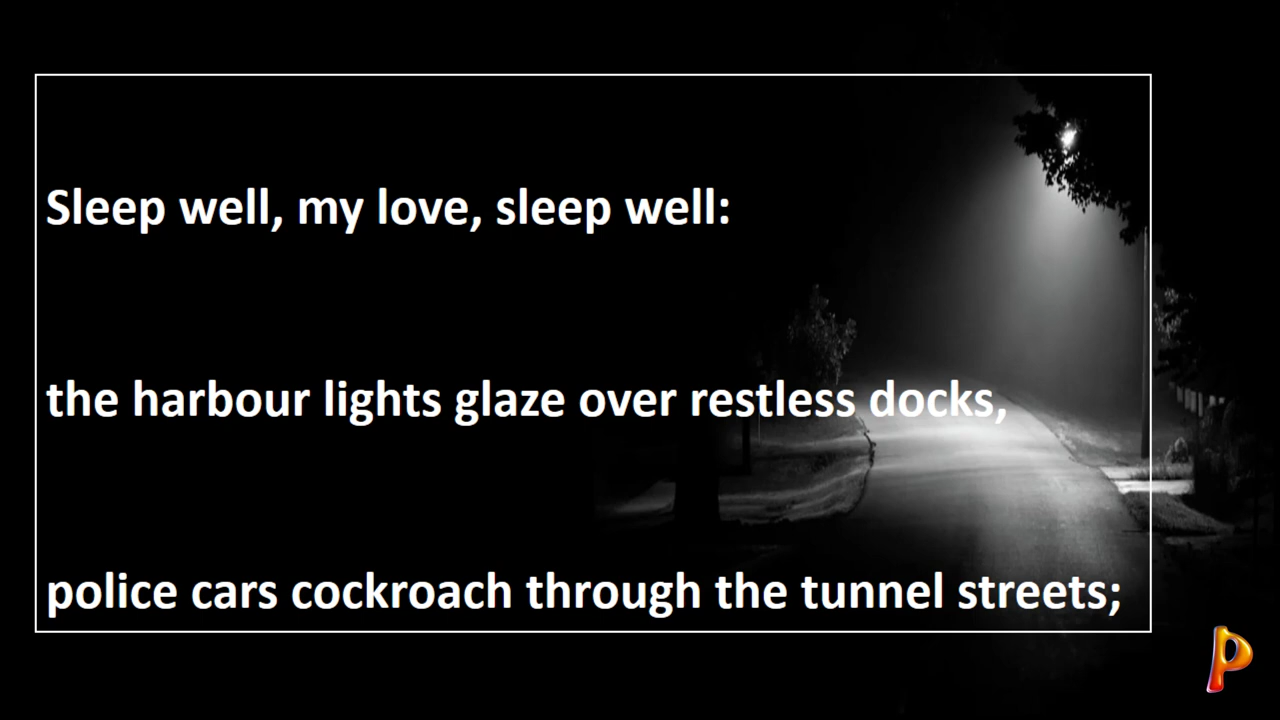 Sleep well, my love, sleep well:
the harbour lights glaze over restless docks,
police cars cockroach through the tunnel streets;
P